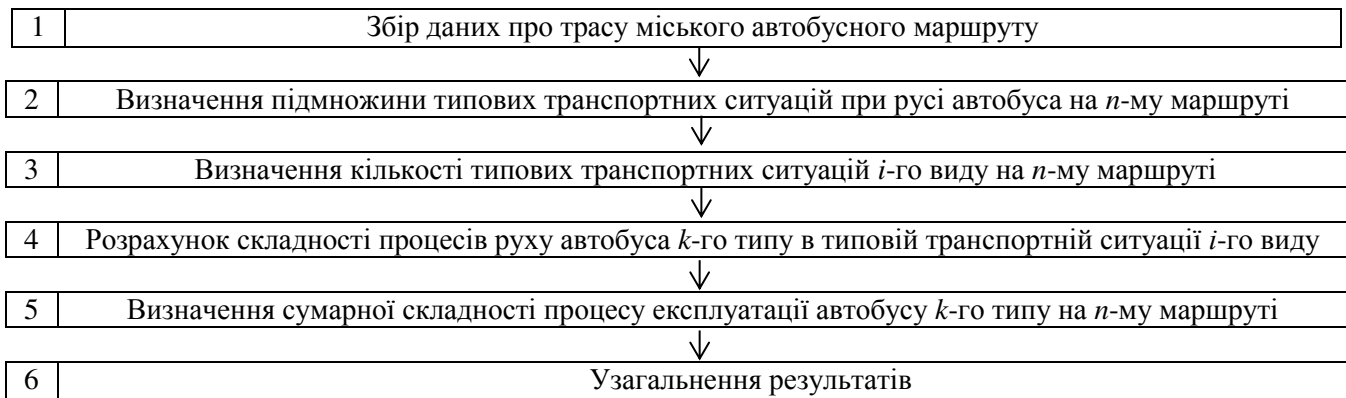 1 Збір даних про трасу міського автобусного маршруту
2 Визначення підмножини типових транспортних ситуацій при русі автобуса на n-му маршруті
3 Визначення кількості типових транспортних ситуацій i-го виду на n-му маршруті
4 Розрахунок складності процесів руху автобуса k-го типу в типовій транспортній ситуації i-го виду
5 Визначення сумарної складності процесу експлуатації автобусу k-го типу на n-му маршруті
6 Узагальнення результатів